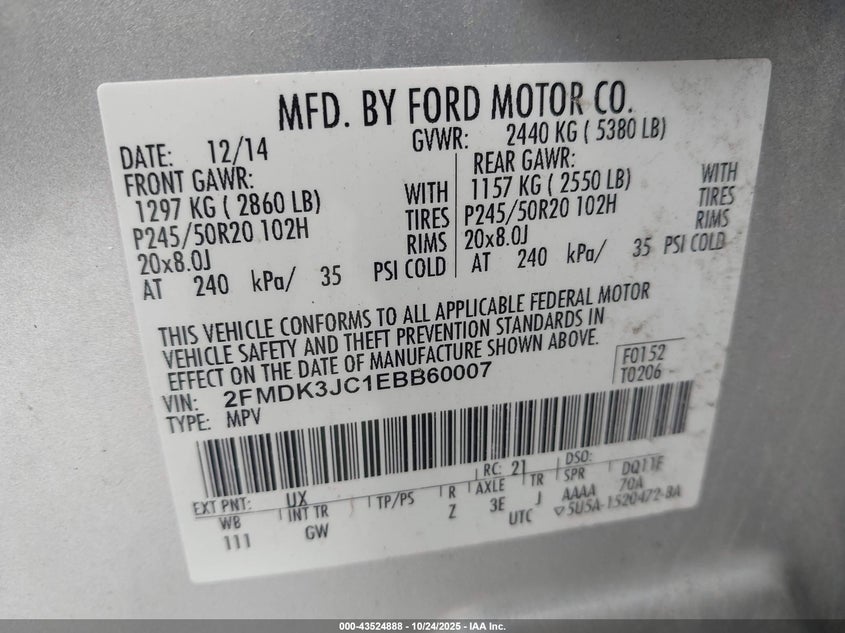 MFD. BY FORD MOTOR CO.
DATE: 12/14 GVWR: 2440 KG ( 5380 LB)
FRONT GAWR:
1297 KG ( 2860 LB) WITH
P245/50R20 102H TIRES
20x8.0J RIMS
AT 240 kPa/ 35 PSI COLD
REAR GAWR:
1157 KG ( 2550 LB) WITH
P245/50R20 102H TIRES
20x8.0J RIMS
AT 240 kPa/ 35 PSI COLD
THIS VEHICLE CONFORMS TO ALL APPLICABLE FEDERAL MOTOR
VEHICLE SAFETY AND THEFT PREVENTION STANDARDS IN
EFFECT ON THE DATE OF MANUFACTURE SHOWN ABOVE.
VIN: 2FMDK3JC1EBB60007
TYPE: MPV
F0152
T0206
EXT PNT: UX RC: 21 DSO:
WB INT TR TP/PS R AXLE TR SPR DQ11F
111 GW Z 3E J AAAA 70A
UTC ▽5U5A-1520472-BA
000-43524888 - 10/24/2025 - IAA Inc.